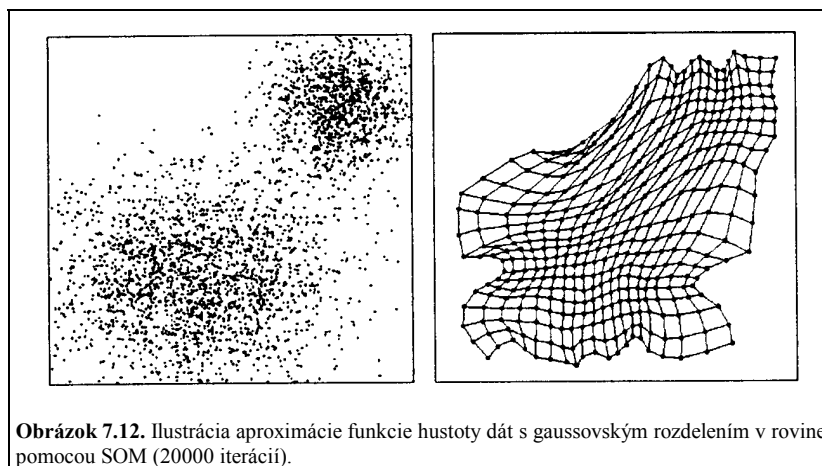 Obrázok 7.12. Ilustrácia aproximácie funkcie hustoty dát s gaussovským rozdelením v rovine
pomocou SOM (20000 iterácií).